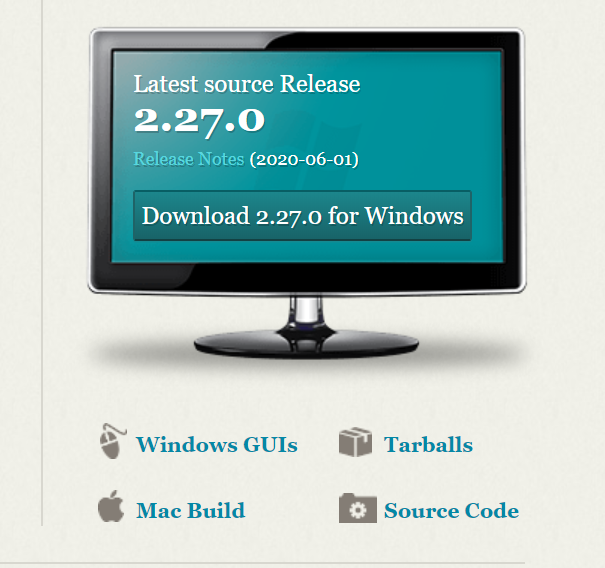 Latest source Release
2.27.0
Release Notes (2020-06-01)
Download 2.27.0 for Windows
Windows GUIs
Tarballs
Mac Build
Source Code